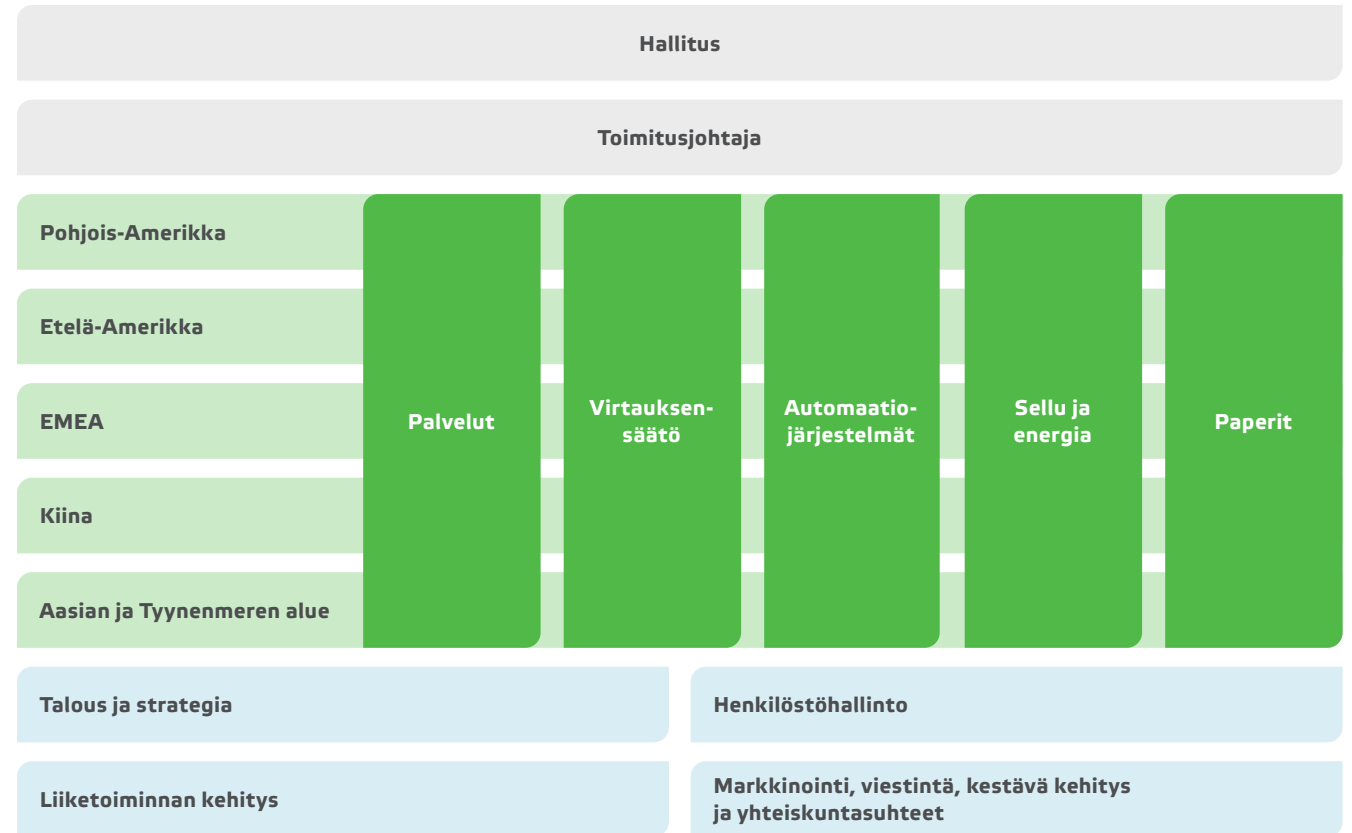 Hallitus
Toimitusjohtaja
Pohjois-Amerikka
Etelä-Amerikka
EMEA
Kiina
Aasian ja Tyynenmeren alue
Palvelut
Virtauksen-
säätö
Automaatio-
järjestelmät
Sellu ja
energia
Paperit
Talous ja strategia
Henkilöstöhallinto
Liiketoiminnan kehitys
Markkinointi, viestintä, kestävä kehitys
ja yhteiskuntasuhteet